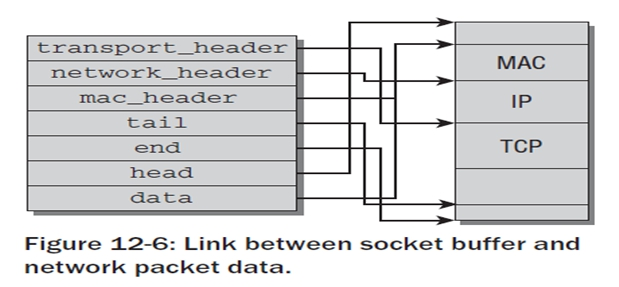 transport_header
network_header
mac_header
tail
end
head
data
MAC
IP
TCP
Figure 12-6: Link between socket buffer and
network packet data.